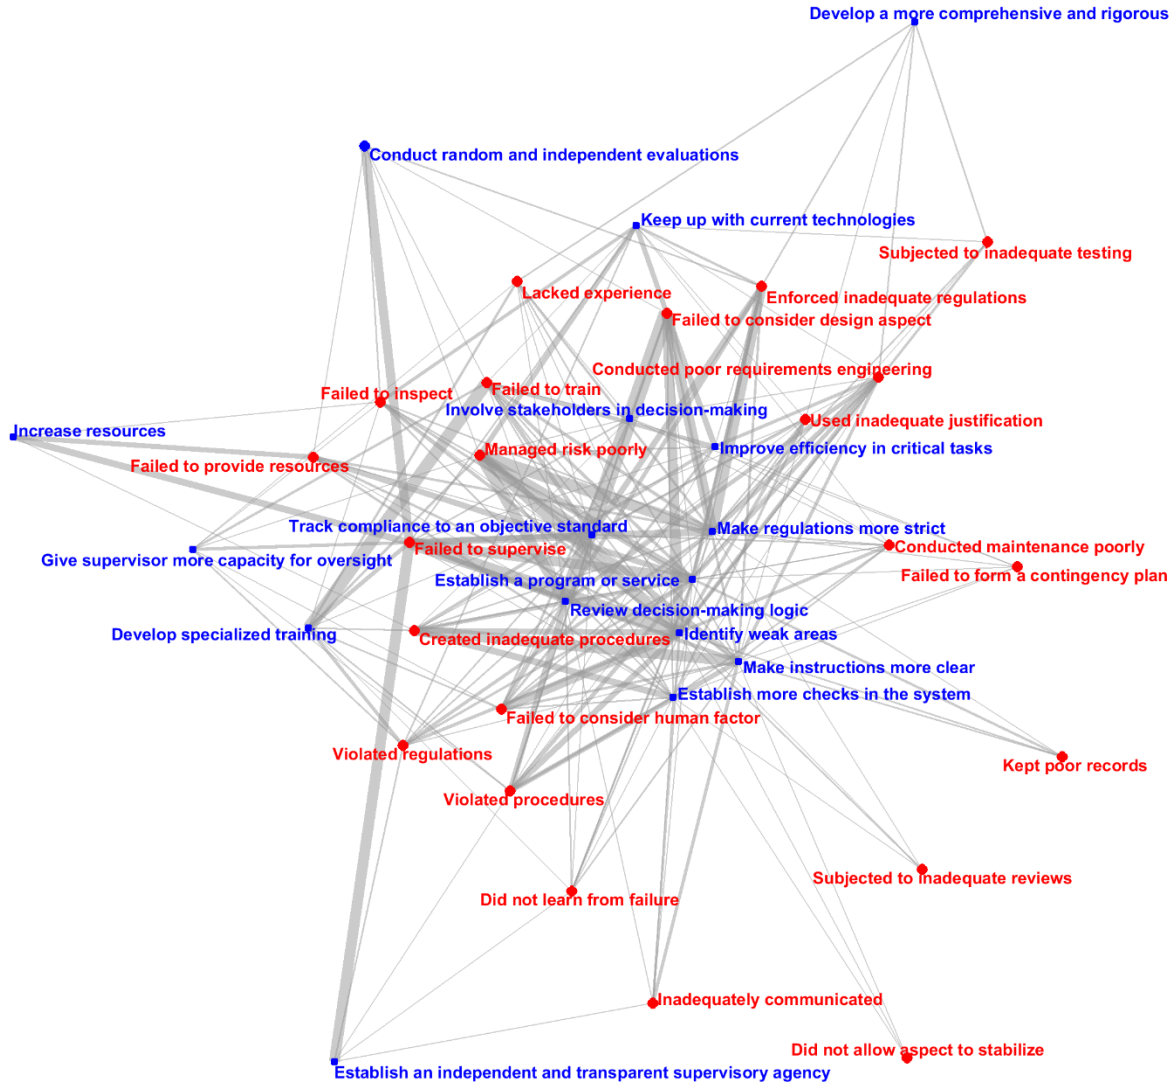 Develop a more comprehensive and rigorous
Conduct random and independent evaluations
Keep up with current technologies
Subjected to inadequate testing
Lacked experience
Enforced inadequate regulations
Failed to consider design aspect
Conducted poor requirements engineering
Failed to train
Failed to inspect
Involve stakeholders in decision-making
Used inadequate justification
Increase resources
Managed risk poorly
Improve efficiency in critical tasks
Failed to provide resources
Track compliance to an objective standard
Make regulations more strict
Failed to supervise
Conducted maintenance poorly
Give supervisor more capacity for oversight
Failed to form a contingency plan
Establish a program or service
Review decision-making logic
Develop specialized training
Created inadequate procedures
Identify weak areas
Make instructions more clear
Establish more checks in the system
Failed to consider human factor
Violated regulations
Kept poor records
Violated procedures
Subjected to inadequate reviews
Did not learn from failure
Inadequately communicated
Did not allow aspect to stabilize
Establish an independent and transparent supervisory agency